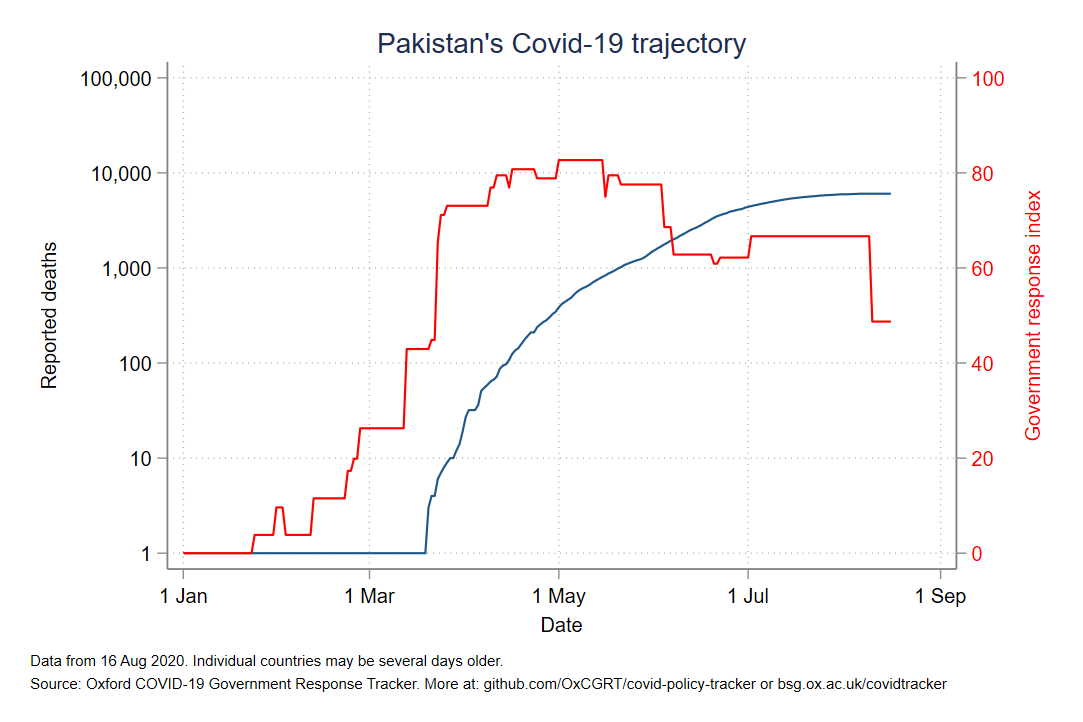 Pakistan's Covid-19 trajectory
100,000
10,000
1,000
100
10
1
Reported deaths
100
80
60
40
20
0
Government response index
1 Jan
1 Mar
1 May
1 Jul
1 Sep
Date
Data from 16 Aug 2020. Individual countries may be several days older.
Source: Oxford COVID-19 Government Response Tracker. More at: github.com/OxCGRT/covid-policy-tracker or bsg.ox.ac.uk/covidtracker